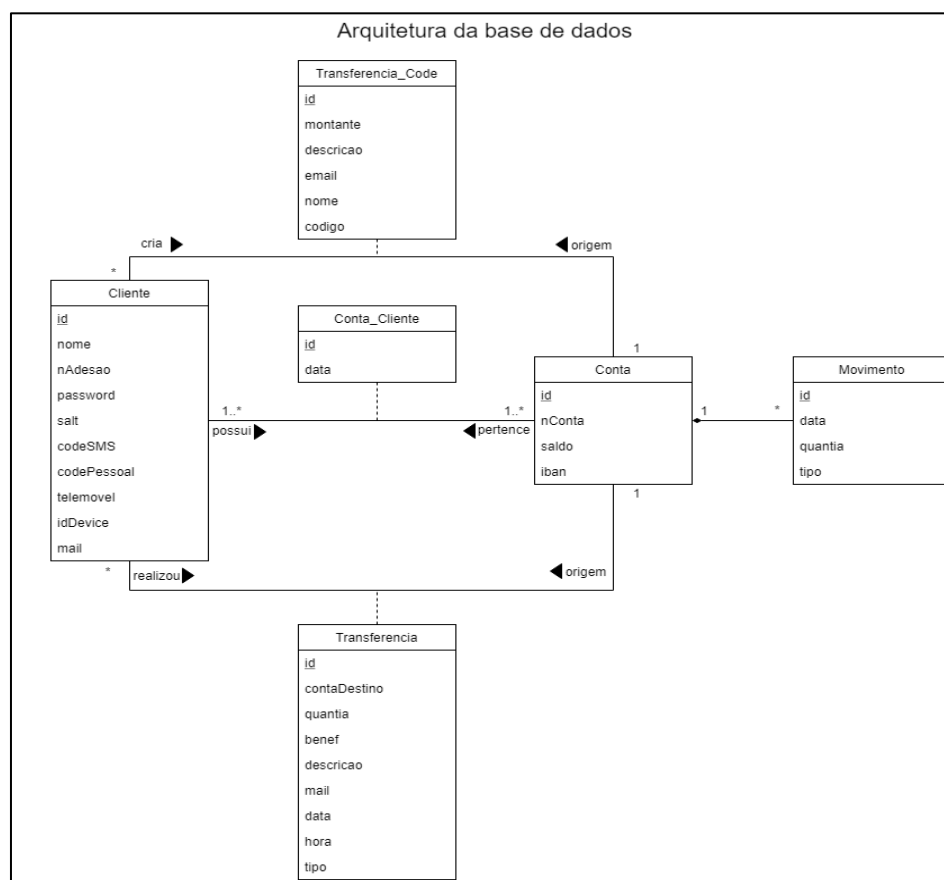 Arquitetura da base de dados
Transferencia_Code
id
montante
descricao
email
nome
codigo
cria
origem
*
1
Cliente
id
nome
nAdesao
password
salt
codeSMS
codePessoal
telemovel
idDevice
mail
Conta_Cliente
id
data
1..*
possui
1..*
pertence
Conta
id
nConta
saldo
iban
1
*
Movimento
id
data
quantia
tipo
*
realizou
1
origem
Transferencia
id
contaDestino
quantia
benef
descricao
mail
data
hora
tipo